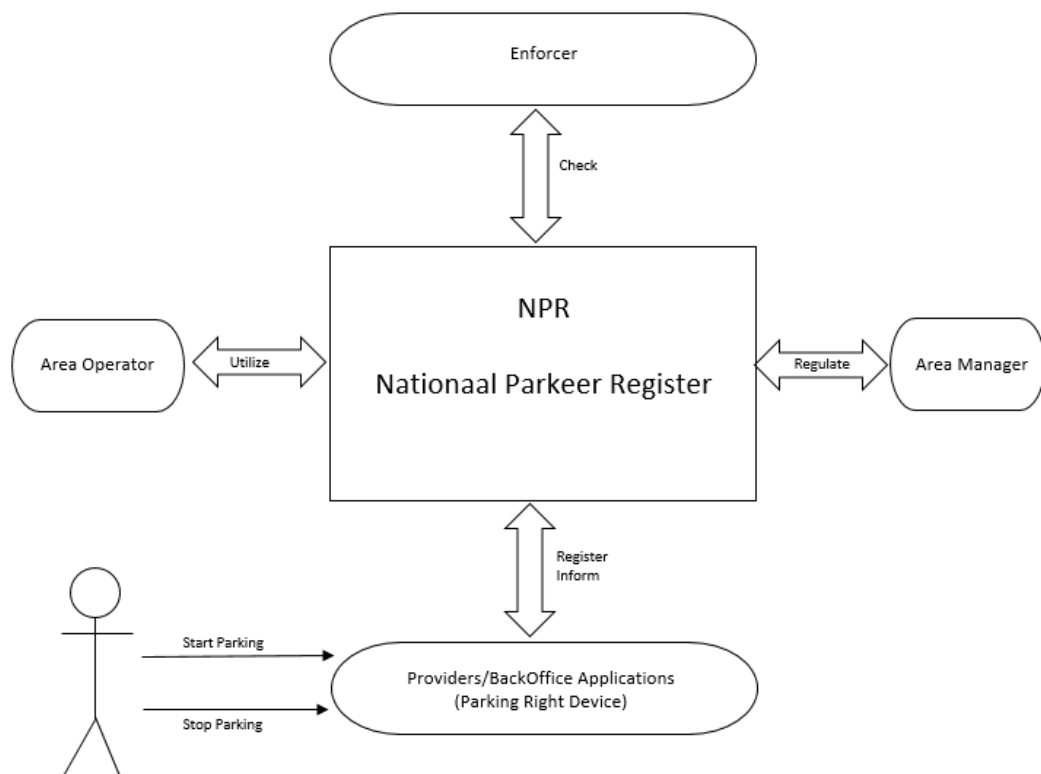 Enforcer
Check
NPR
Nationaal Parkeer Register
Area Operator
Utilize
Regulate
Area Manager
Register
Inform
Start Parking
Stop Parking
Providers/BackOffice Applications
(Parking Right Device)